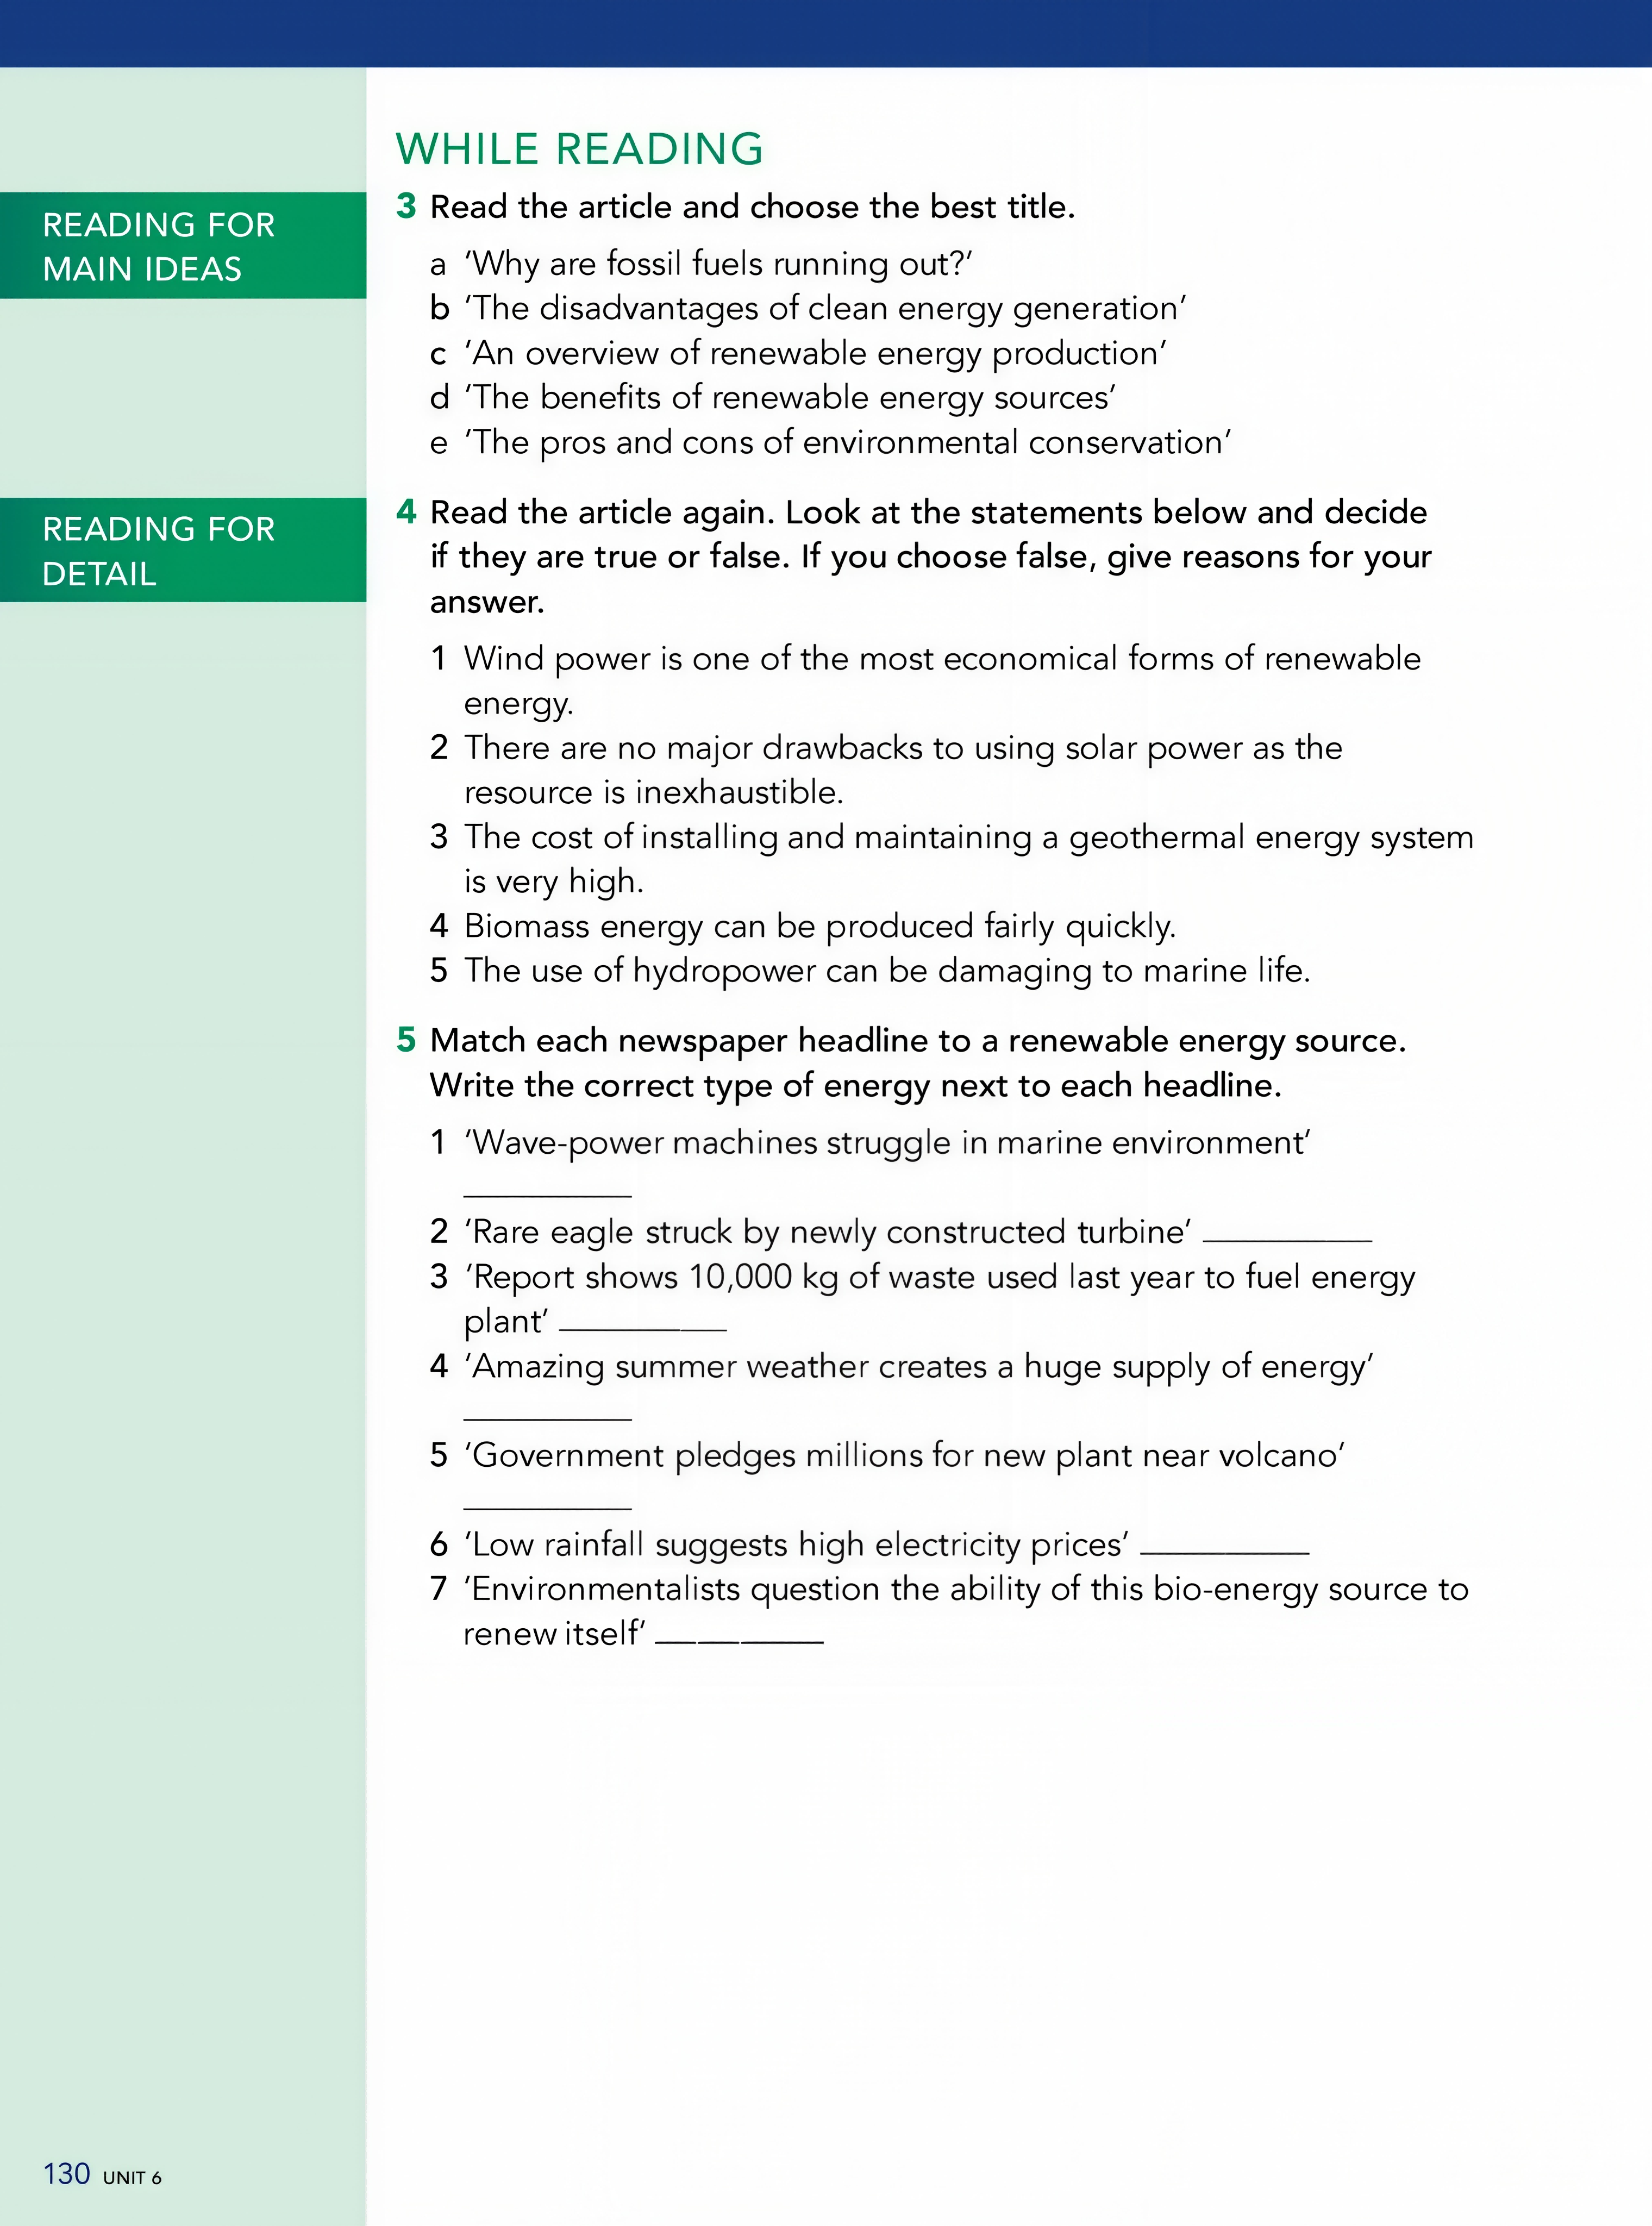 WHILE READING
READING FOR
MAIN IDEAS
3 Read the article and choose the best title.
a ‘Why are fossil fuels running out?’
b ‘The disadvantages of clean energy generation’
c ‘An overview of renewable energy production’
d ‘The benefits of renewable energy sources’
e ‘The pros and cons of environmental conservation’
READING FOR
DETAIL
4 Read the article again. Look at the statements below and decide
if they are true or false. If you choose false, give reasons for your
answer.
1 Wind power is one of the most economical forms of renewable
energy.
2 There are no major drawbacks to using solar power as the
resource is inexhaustible.
3 The cost of installing and maintaining a geothermal energy system
is very high.
4 Biomass energy can be produced fairly quickly.
5 The use of hydropower can be damaging to marine life.
5 Match each newspaper headline to a renewable energy source.
Write the correct type of energy next to each headline.
1 ‘Wave-power machines struggle in marine environment’
__________
2 ‘Rare eagle struck by newly constructed turbine’ __________
3 ‘Report shows 10,000 kg of waste used last year to fuel energy
plant’ __________
4 ‘Amazing summer weather creates a huge supply of energy’
__________
5 ‘Government pledges millions for new plant near volcano’
__________
6 ‘Low rainfall suggests high electricity prices’ __________
7 ‘Environmentalists question the ability of this bio-energy source to
renew itself’ __________
130 UNIT 6